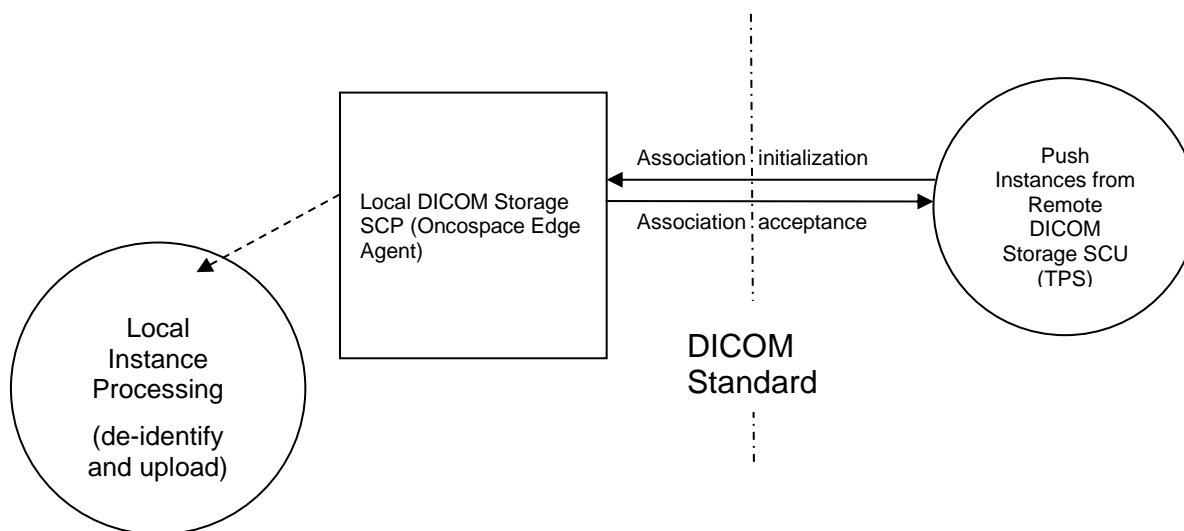 Association initialization
Association acceptance
Local DICOM Storage
SCP (Oncospace Edge
Agent)
Push
Instances from
Remote
DICOM
Storage SCU
(TPS)
DICOM
Standard
Local
Instance
Processing
(de-identify
and upload)